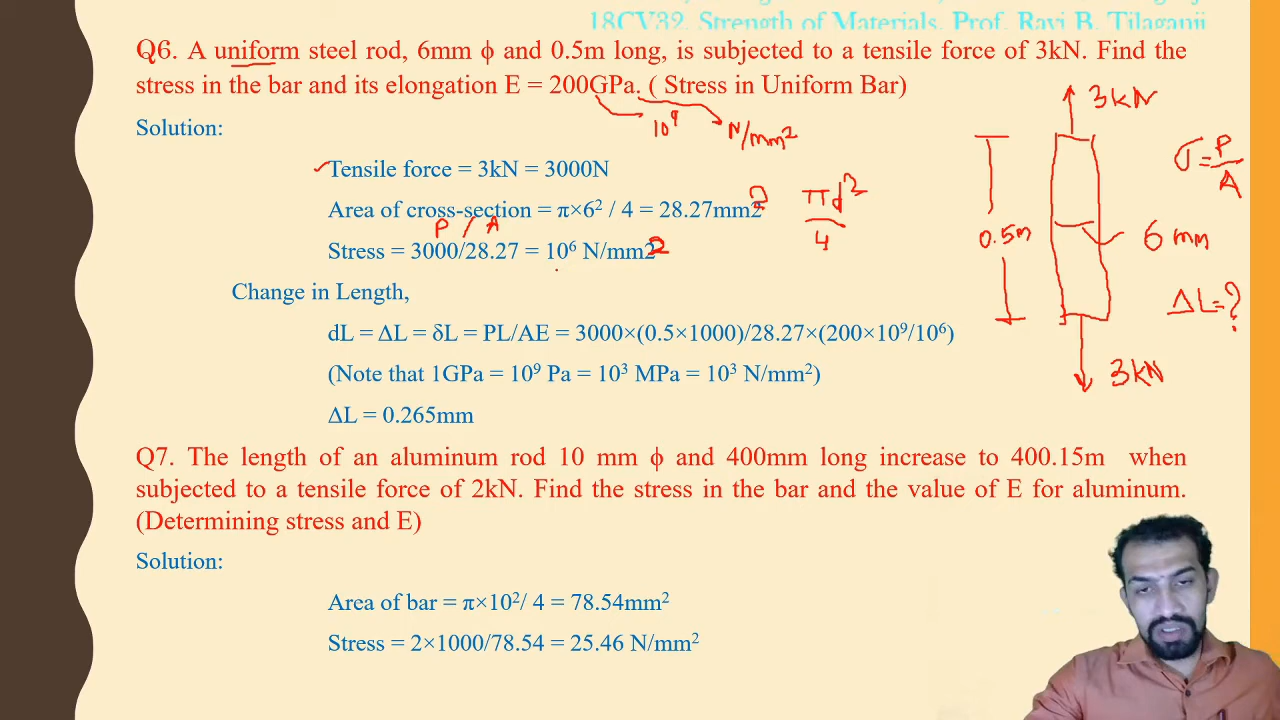 18CV32, Strength of Materials, Prof. Ravi B. Tilaganji
Q6. A uniform steel rod, 6mm ϕ and 0.5m long, is subjected to a tensile force of 3kN. Find the
stress in the bar and its elongation E = 200GPa. ( Stress in Uniform Bar)
3kN
10⁹
N/mm²
Solution:
σ = P/A
Tensile force = 3kN = 3000N
Area of cross-section = π×6² / 4 = 28.27mm2
πd²/4
P / A
Stress = 3000/28.27 = 10⁶ N/mm2
0.5m
6 mm
Change in Length,
ΔL=?
dL = ΔL = δL = PL/AE = 3000×(0.5×1000)/28.27×(200×10⁹/10⁶)
(Note that 1GPa = 10⁹ Pa = 10³ MPa = 10³ N/mm²)
3kN
ΔL = 0.265mm
Q7. The length of an aluminum rod 10 mm ϕ and 400mm long increase to 400.15m when
subjected to a tensile force of 2kN. Find the stress in the bar and the value of E for aluminum.
(Determining stress and E)
Solution:
Area of bar = π×10²/ 4 = 78.54mm²
Stress = 2×1000/78.54 = 25.46 N/mm²